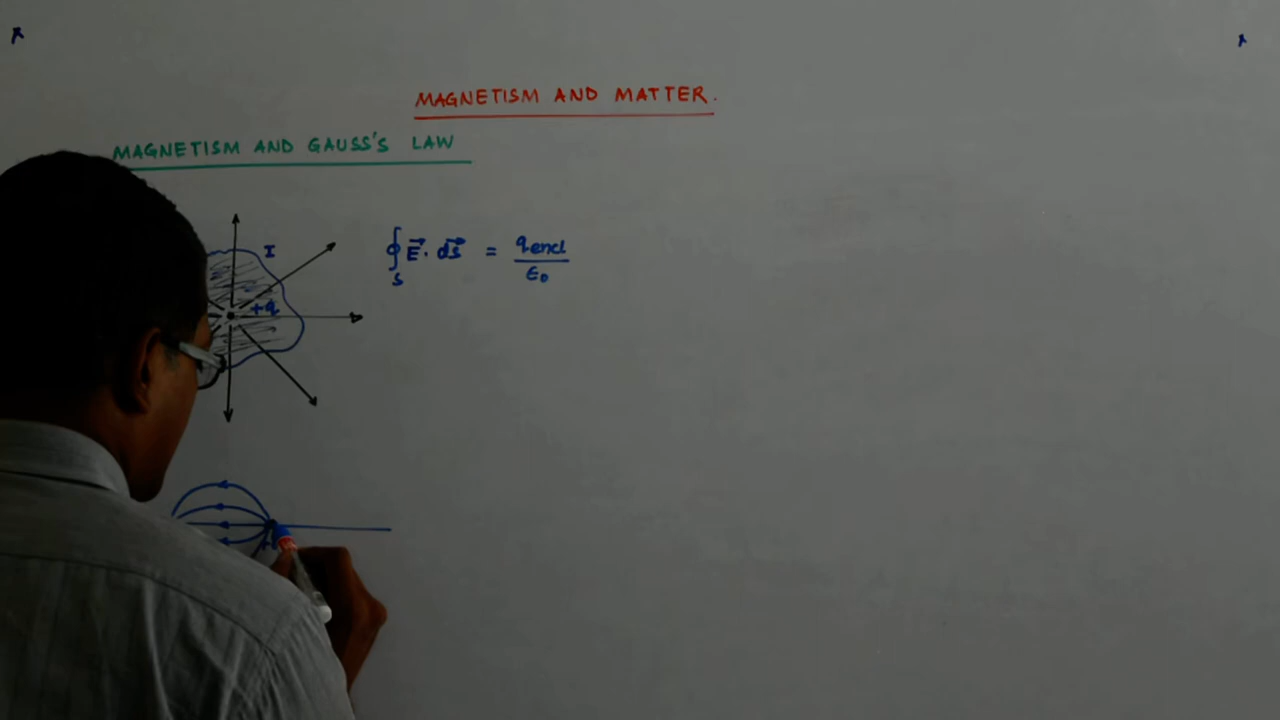 MAGNETISM AND MATTER.
MAGNETISM AND GAUSS'S LAW
I
+q
∮s E⃗. ds⃗ = qencl / ε0